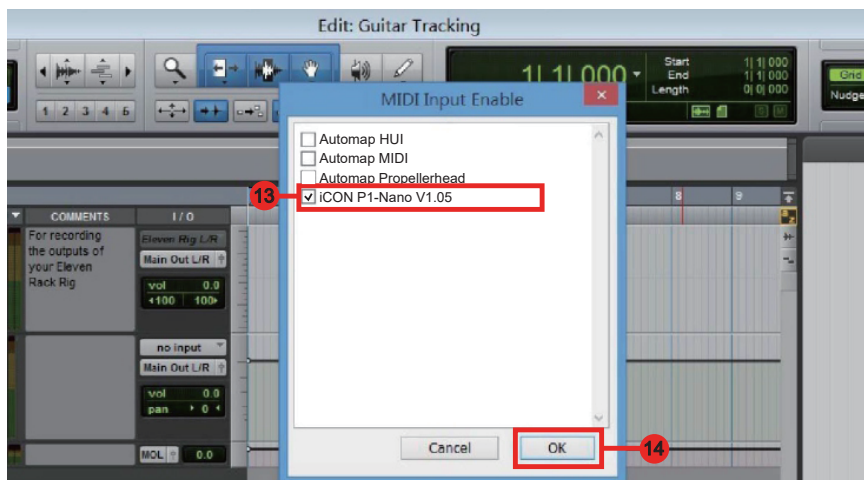 Edit: Guitar Tracking
1 2 3 4 5
1| 1| 000
Start 1| 1| 000
End 1| 1| 000
Length 0| 0| 000
Grid
Nudge
MIDI Input Enable
Automap HUI
Automap MIDI
Automap Propellerhead
13
iCON P1-Nano V1.05
8 9
COMMENTS I / O
For recording
the outputs of
your Eleven
Rack Rig
Eleven Rig L/R
Main Out L/R
vol 0.0
100 100
no input
Main Out L/R
vol 0.0
pan 0
MOL 0.0
Cancel OK
14